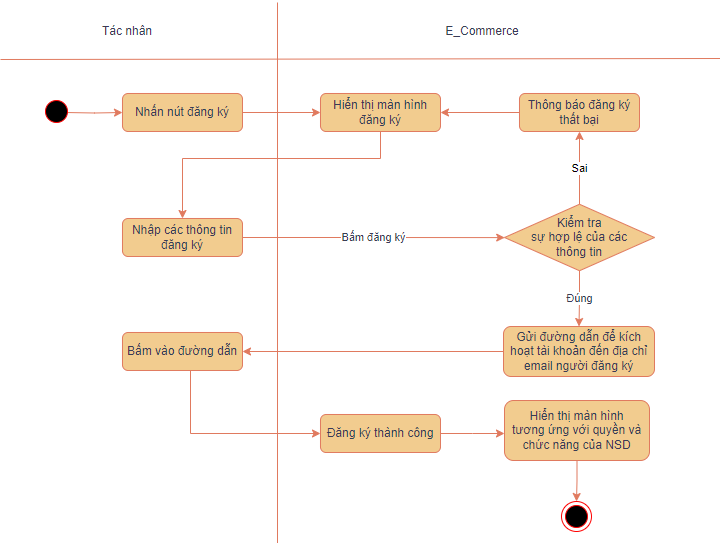 Tác nhân
E_Commerce
Nhấn nút đăng ký
Hiển thị màn hình
đăng ký
Thông báo đăng ký
thất bại
Sai
Nhập các thông tin
đăng ký
Bấm đăng ký
Kiểm tra
sự hợp lệ của các
thông tin
Đúng
Bấm vào đường dẫn
Gửi đường dẫn để kích
hoạt tài khoản đến địa chỉ
email người đăng ký
Đăng ký thành công
Hiển thị màn hình
tương ứng với quyền và
chức năng của NSD